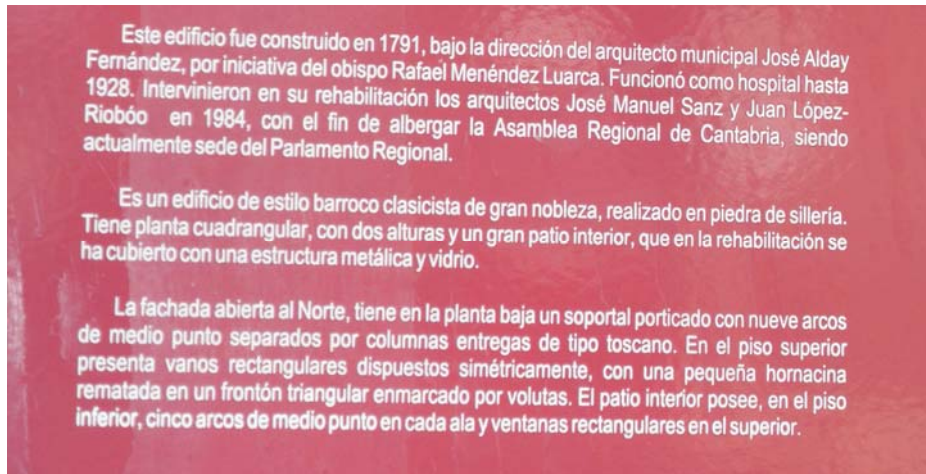 Este edificio fue construido en 1791, bajo la dirección del arquitecto municipal José Alday
Fernández, por iniciativa del obispo Rafael Menéndez Luarca. Funcionó como hospital hasta
1928. Intervinieron en su rehabilitación los arquitectos José Manuel Sanz y Juan López-
Riobóo en 1984, con el fin de albergar la Asamblea Regional de Cantabria, siendo
actualmente sede del Parlamento Regional.
Es un edificio de estilo barroco clasicista de gran nobleza, realizado en piedra de sillería.
Tiene planta cuadrangular, con dos alturas y un gran patio interior, que en la rehabilitación se
ha cubierto con una estructura metálica y vidrio.
La fachada abierta al Norte, tiene en la planta baja un soportal porticado con nueve arcos
de medio punto separados por columnas entregas de tipo toscano. En el piso superior
presenta vanos rectangulares dispuestos simétricamente, con una pequeña hornacina
rematada en un frontón triangular enmarcado por volutas. El patio interior posee, en el piso
inferior, cinco arcos de medio punto en cada ala y ventanas rectangulares en el superior.